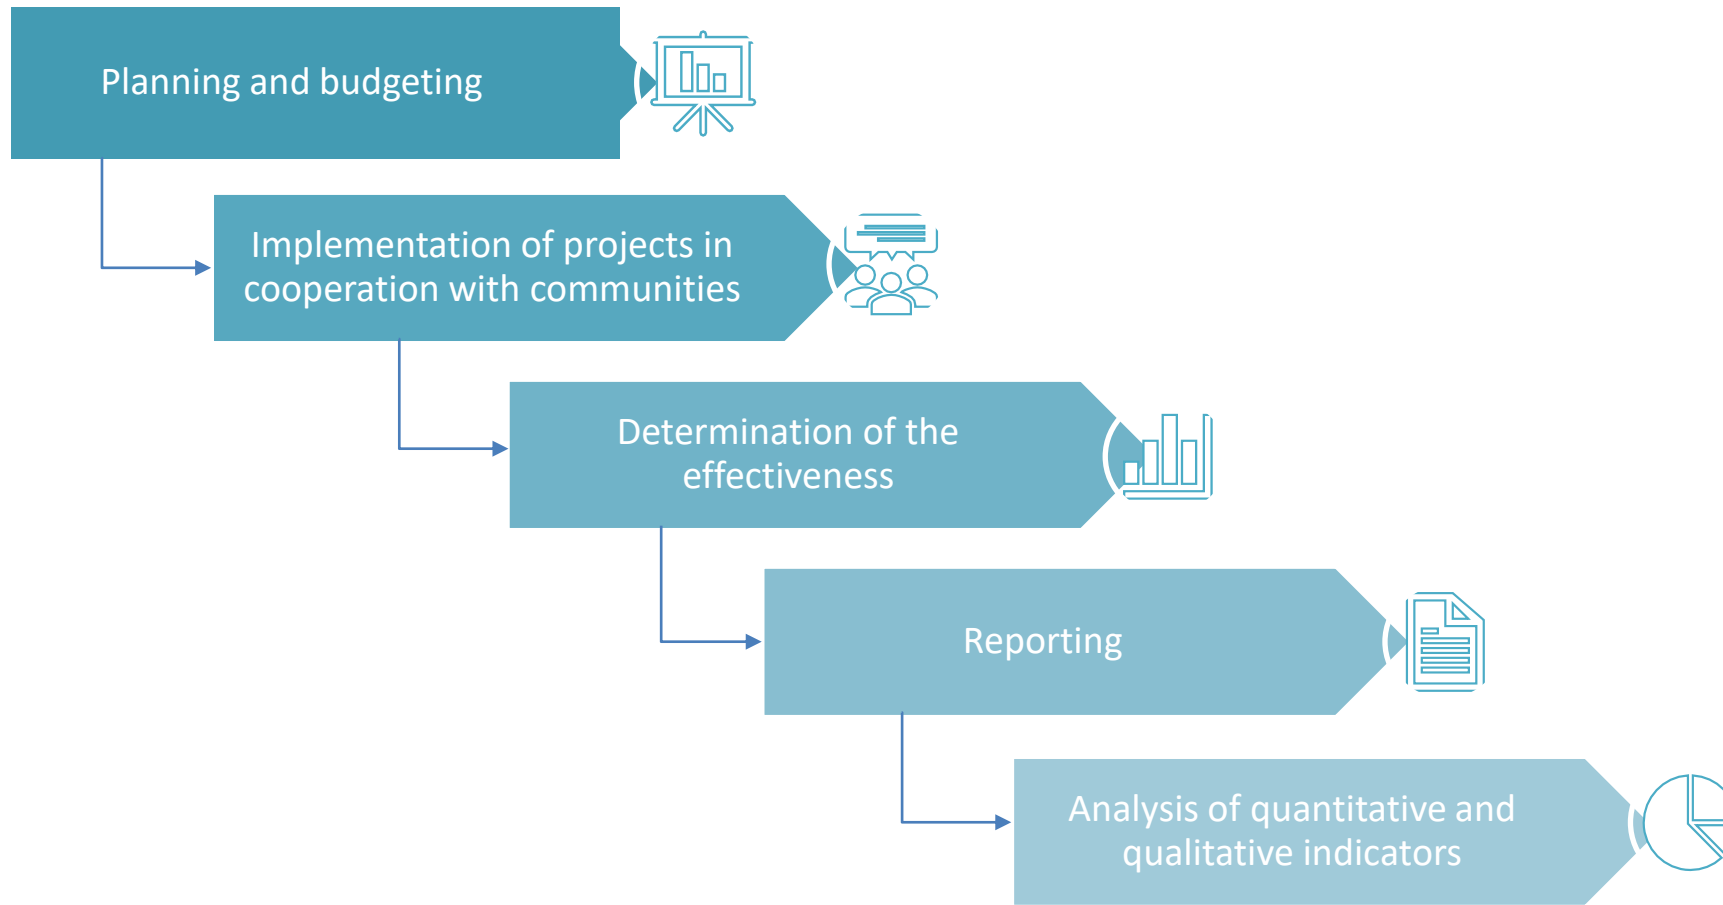 Planning and budgeting
Implementation of projects in
cooperation with communities
Determination of the
effectiveness
Reporting
Analysis of quantitative and
qualitative indicators